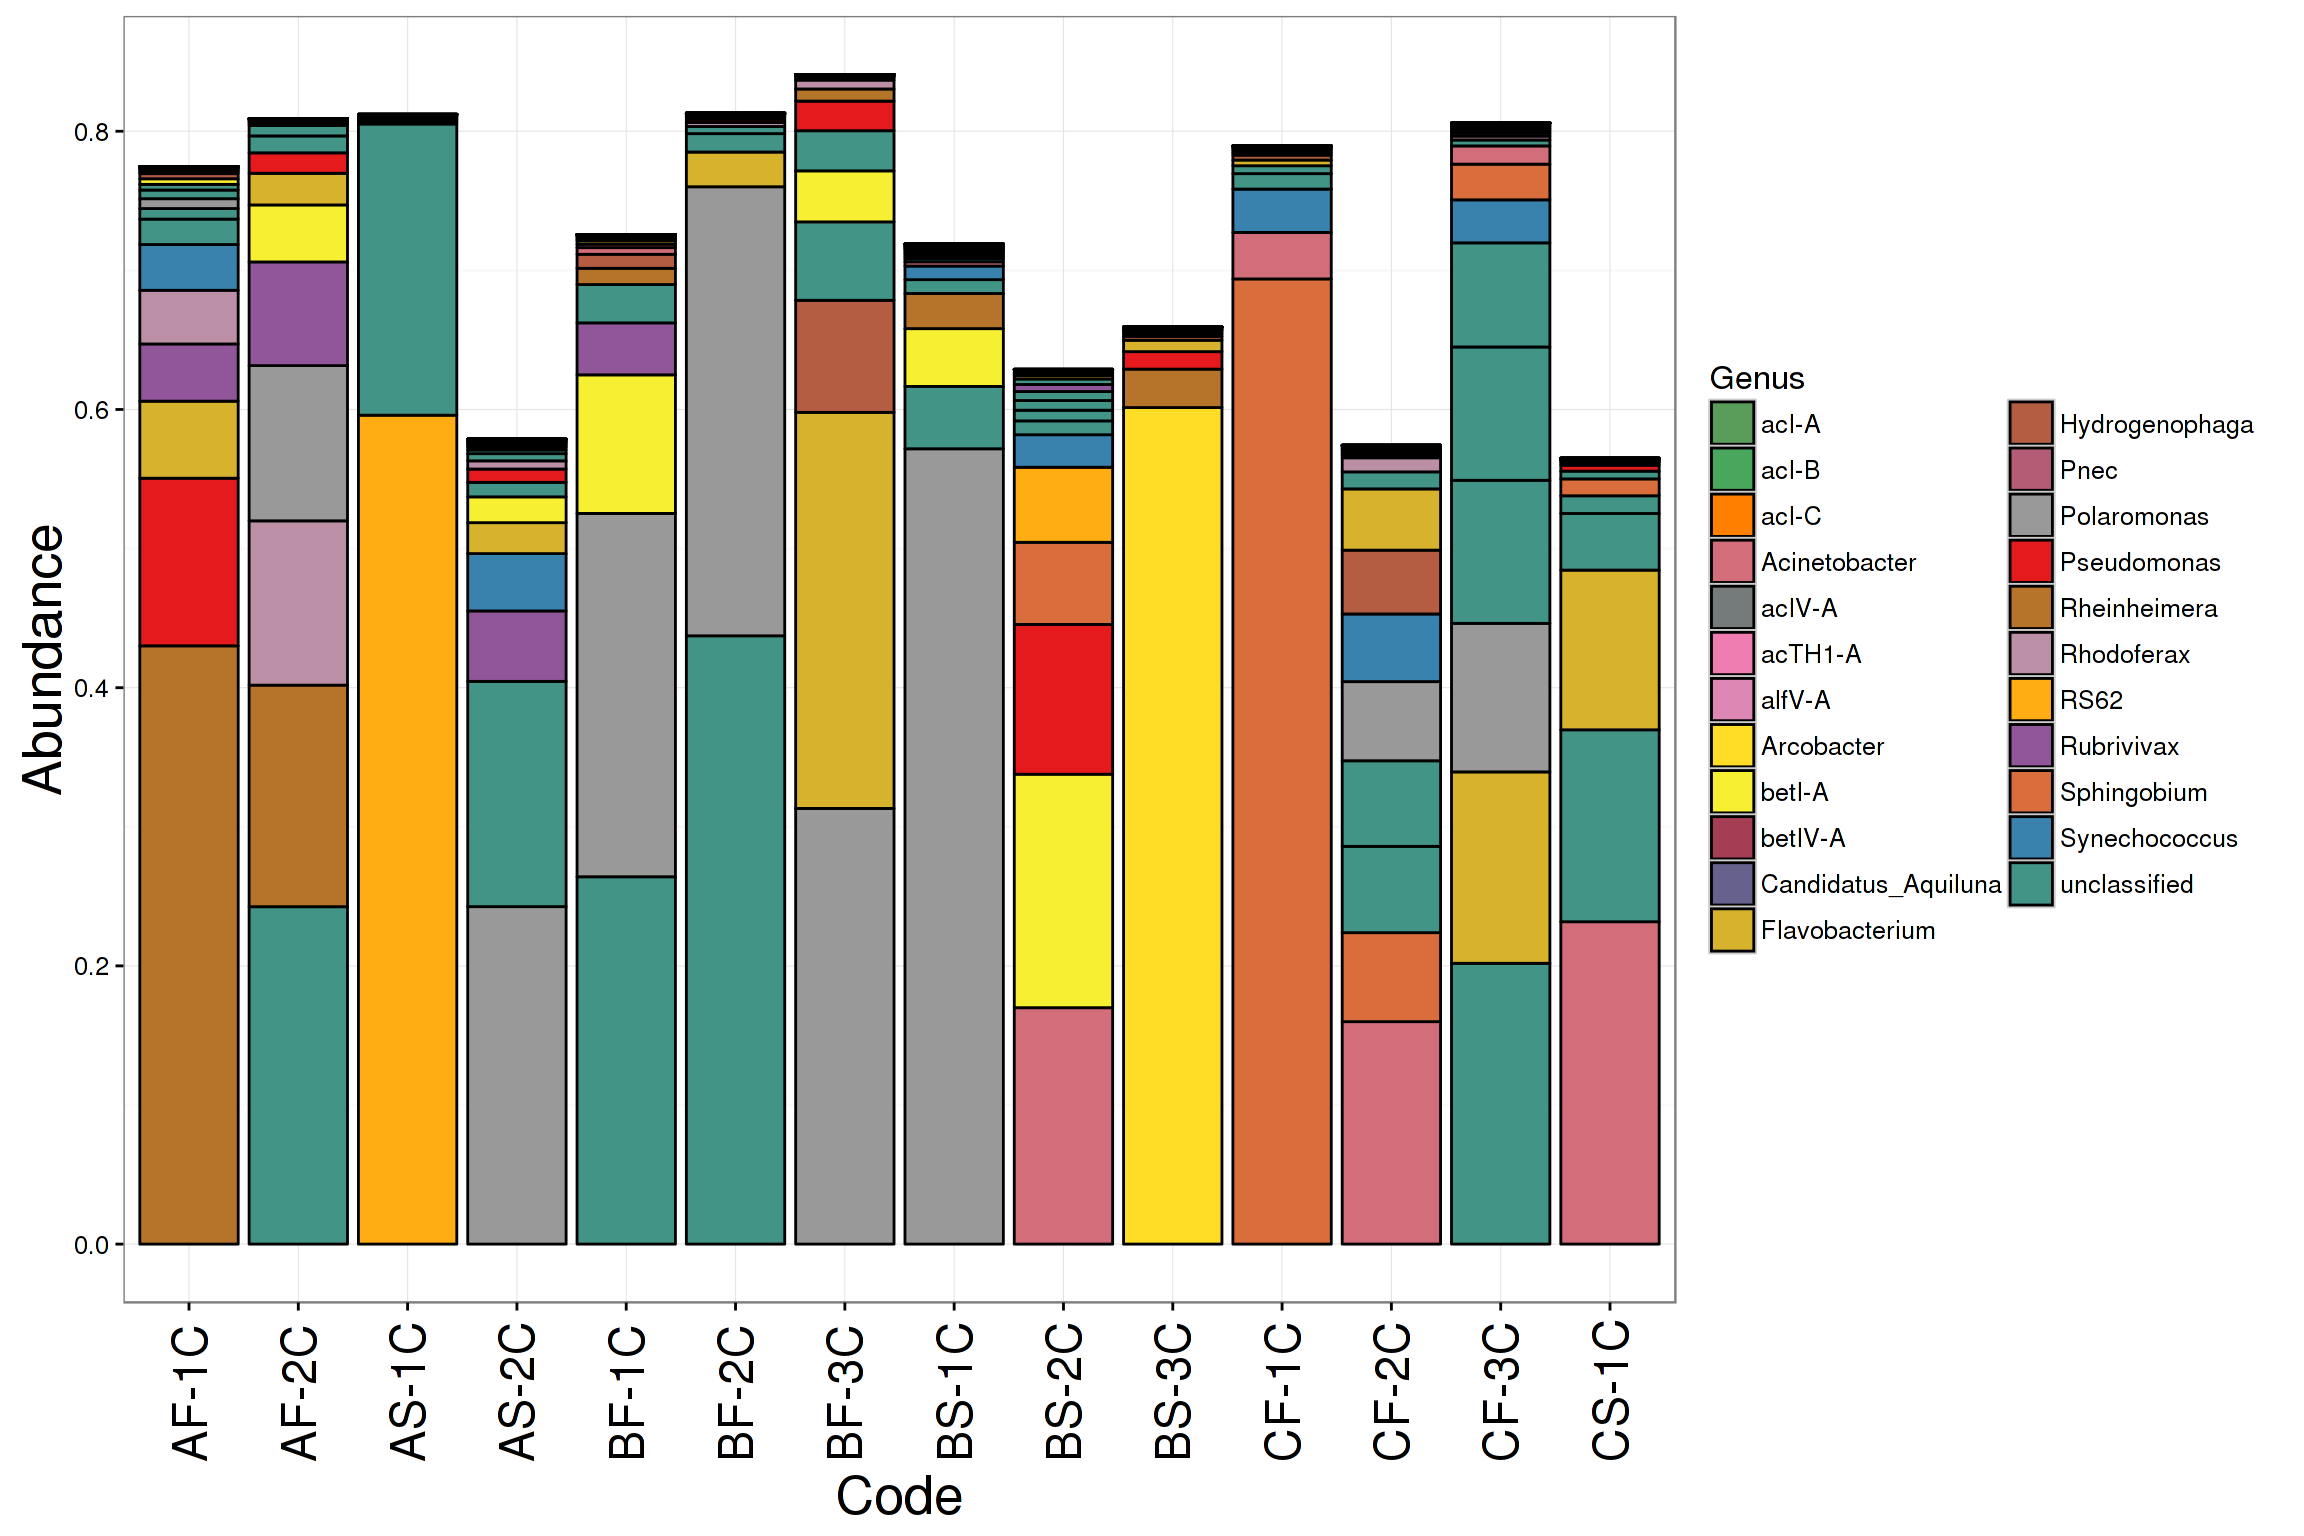 Abundance
0.8
0.6
0.4
0.2
0.0
AF-1C
AF-2C
AS-1C
AS-2C
BF-1C
BF-2C
BF-3C
BS-1C
BS-2C
BS-3C
CF-1C
CF-2C
CF-3C
CS-1C
Code
Genus
acI-A
acI-B
acI-C
Acinetobacter
acIV-A
acTH1-A
alfV-A
Arcobacter
betI-A
betIV-A
Candidatus_Aquiluna
Flavobacterium
Hydrogenophaga
Pnec
Polaromonas
Pseudomonas
Rheinheimera
Rhodoferax
RS62
Rubrivivax
Sphingobium
Synechococcus
unclassified